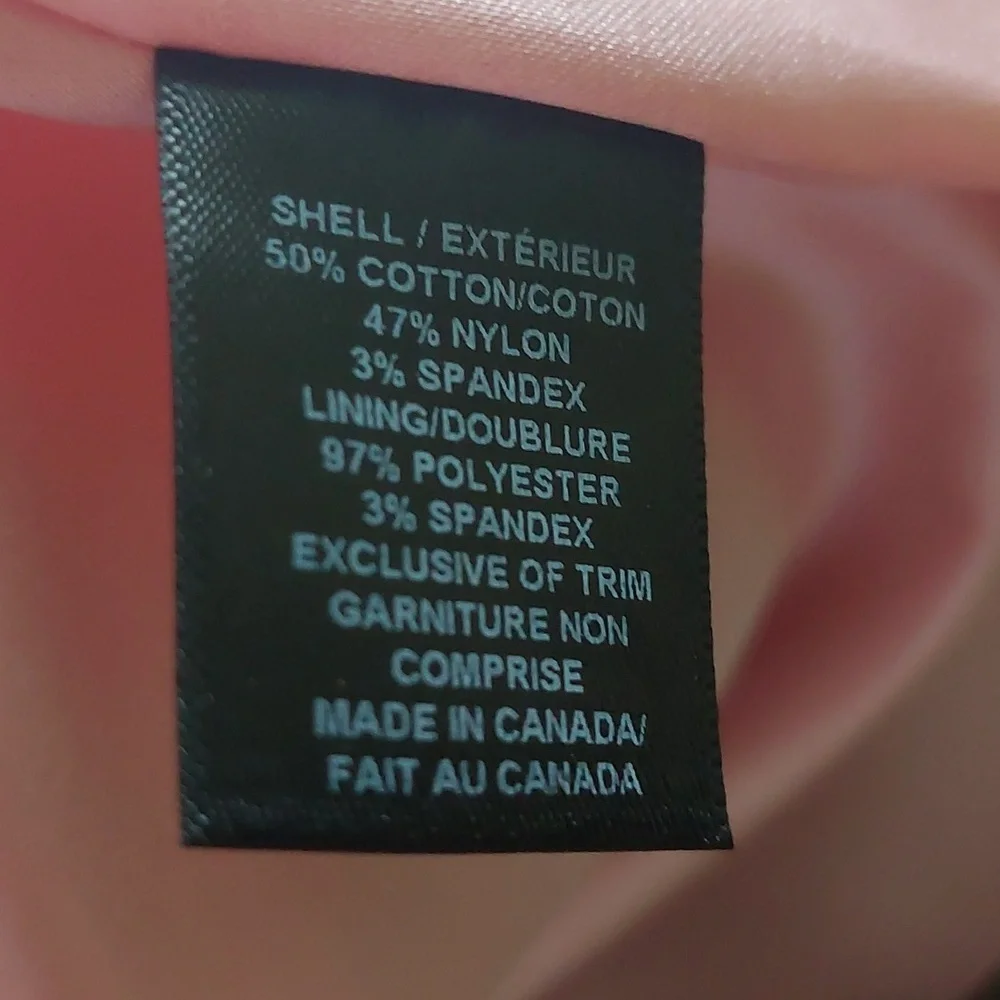 SHELL / EXTÉRIEUR
50% COTTON/COTON
47% NYLON
3% SPANDEX
LINING/DOUBLURE
97% POLYESTER
3% SPANDEX
EXCLUSIVE OF TRIM
GARNITURE NON
COMPRISE
MADE IN CANADA/
FAIT AU CANADA